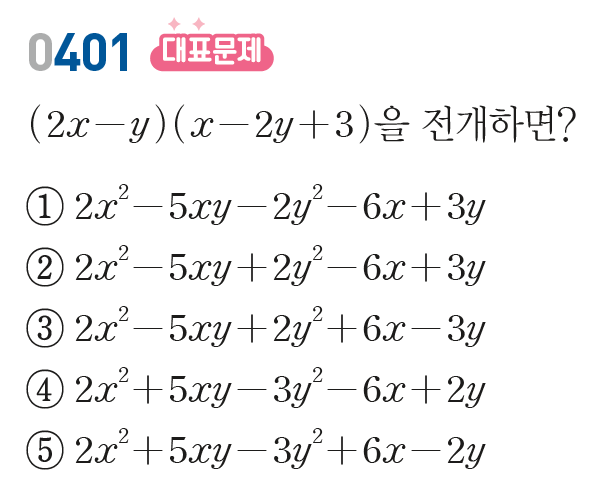 0401 대표문제
(2x-y)(x-2y+3)을 전개하면?
① 2x²-5xy-2y²-6x+3y
② 2x²-5xy+2y²-6x+3y
③ 2x²-5xy+2y²+6x-3y
④ 2x²+5xy-3y²-6x+2y
⑤ 2x²+5xy-3y²+6x-2y